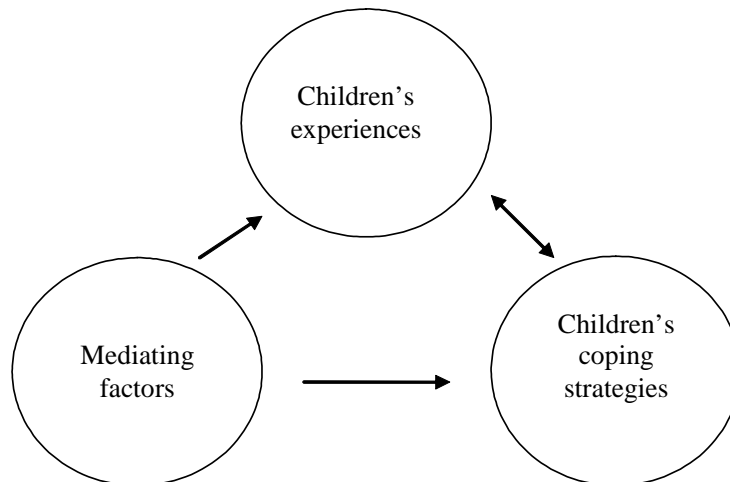 Children’s
experiences
Mediating
factors
Children’s
coping
strategies